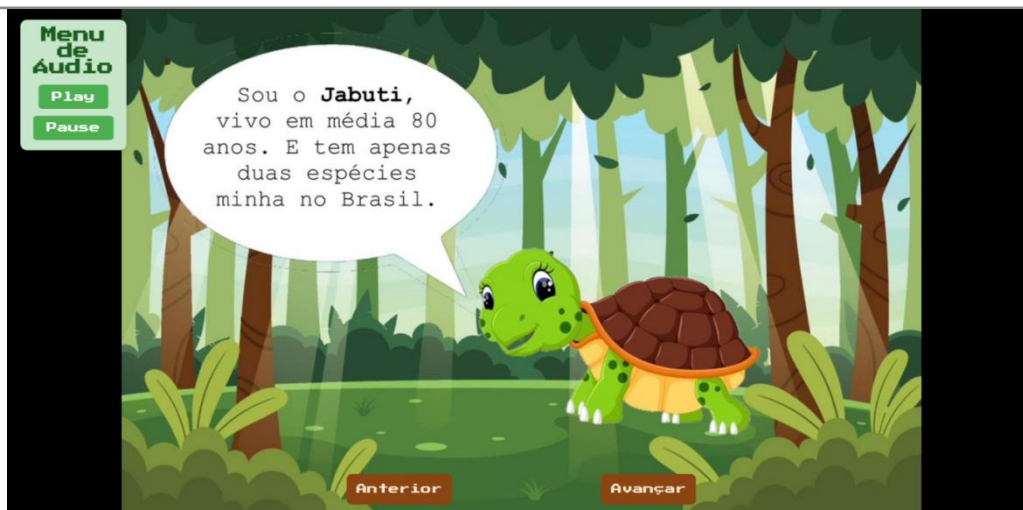 Menu
de
Áudio
Play
Pause
Sou o Jabuti,
vivo em média 80
anos. E tem apenas
duas espécies
minha no Brasil.
Anterior
Avançar